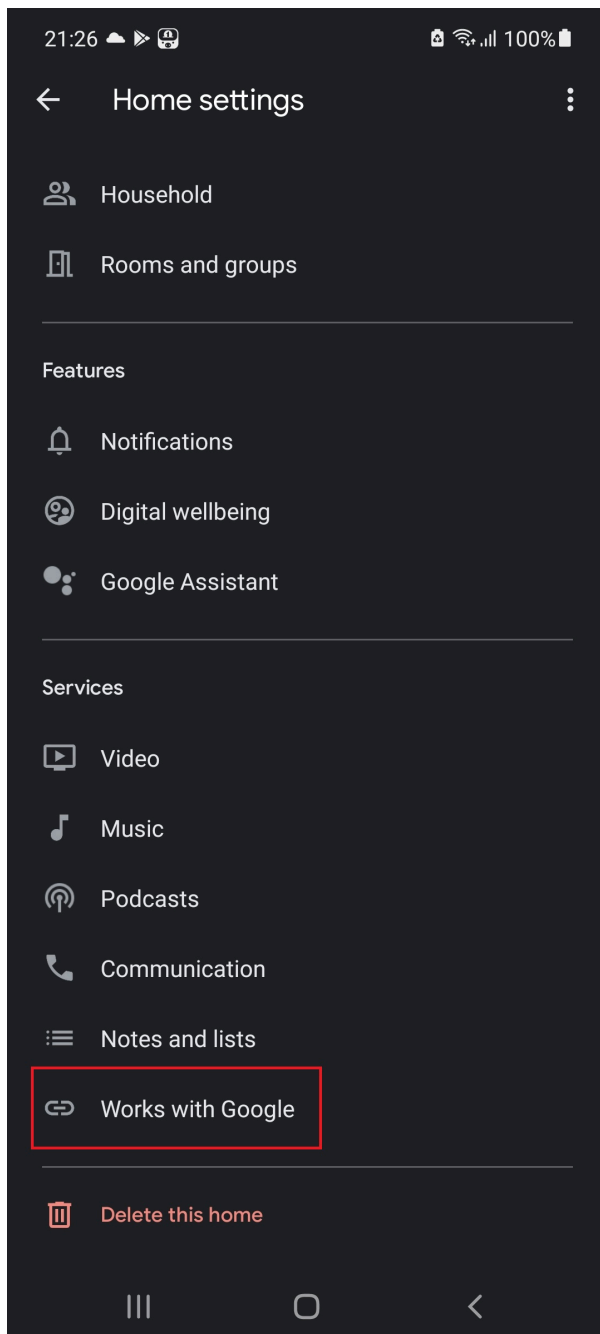 21:26 100%
Home settings
Household
Rooms and groups
Features
Notifications
Digital wellbeing
Google Assistant
Services
Video
Music
Podcasts
Communication
Notes and lists
Works with Google
Delete this home